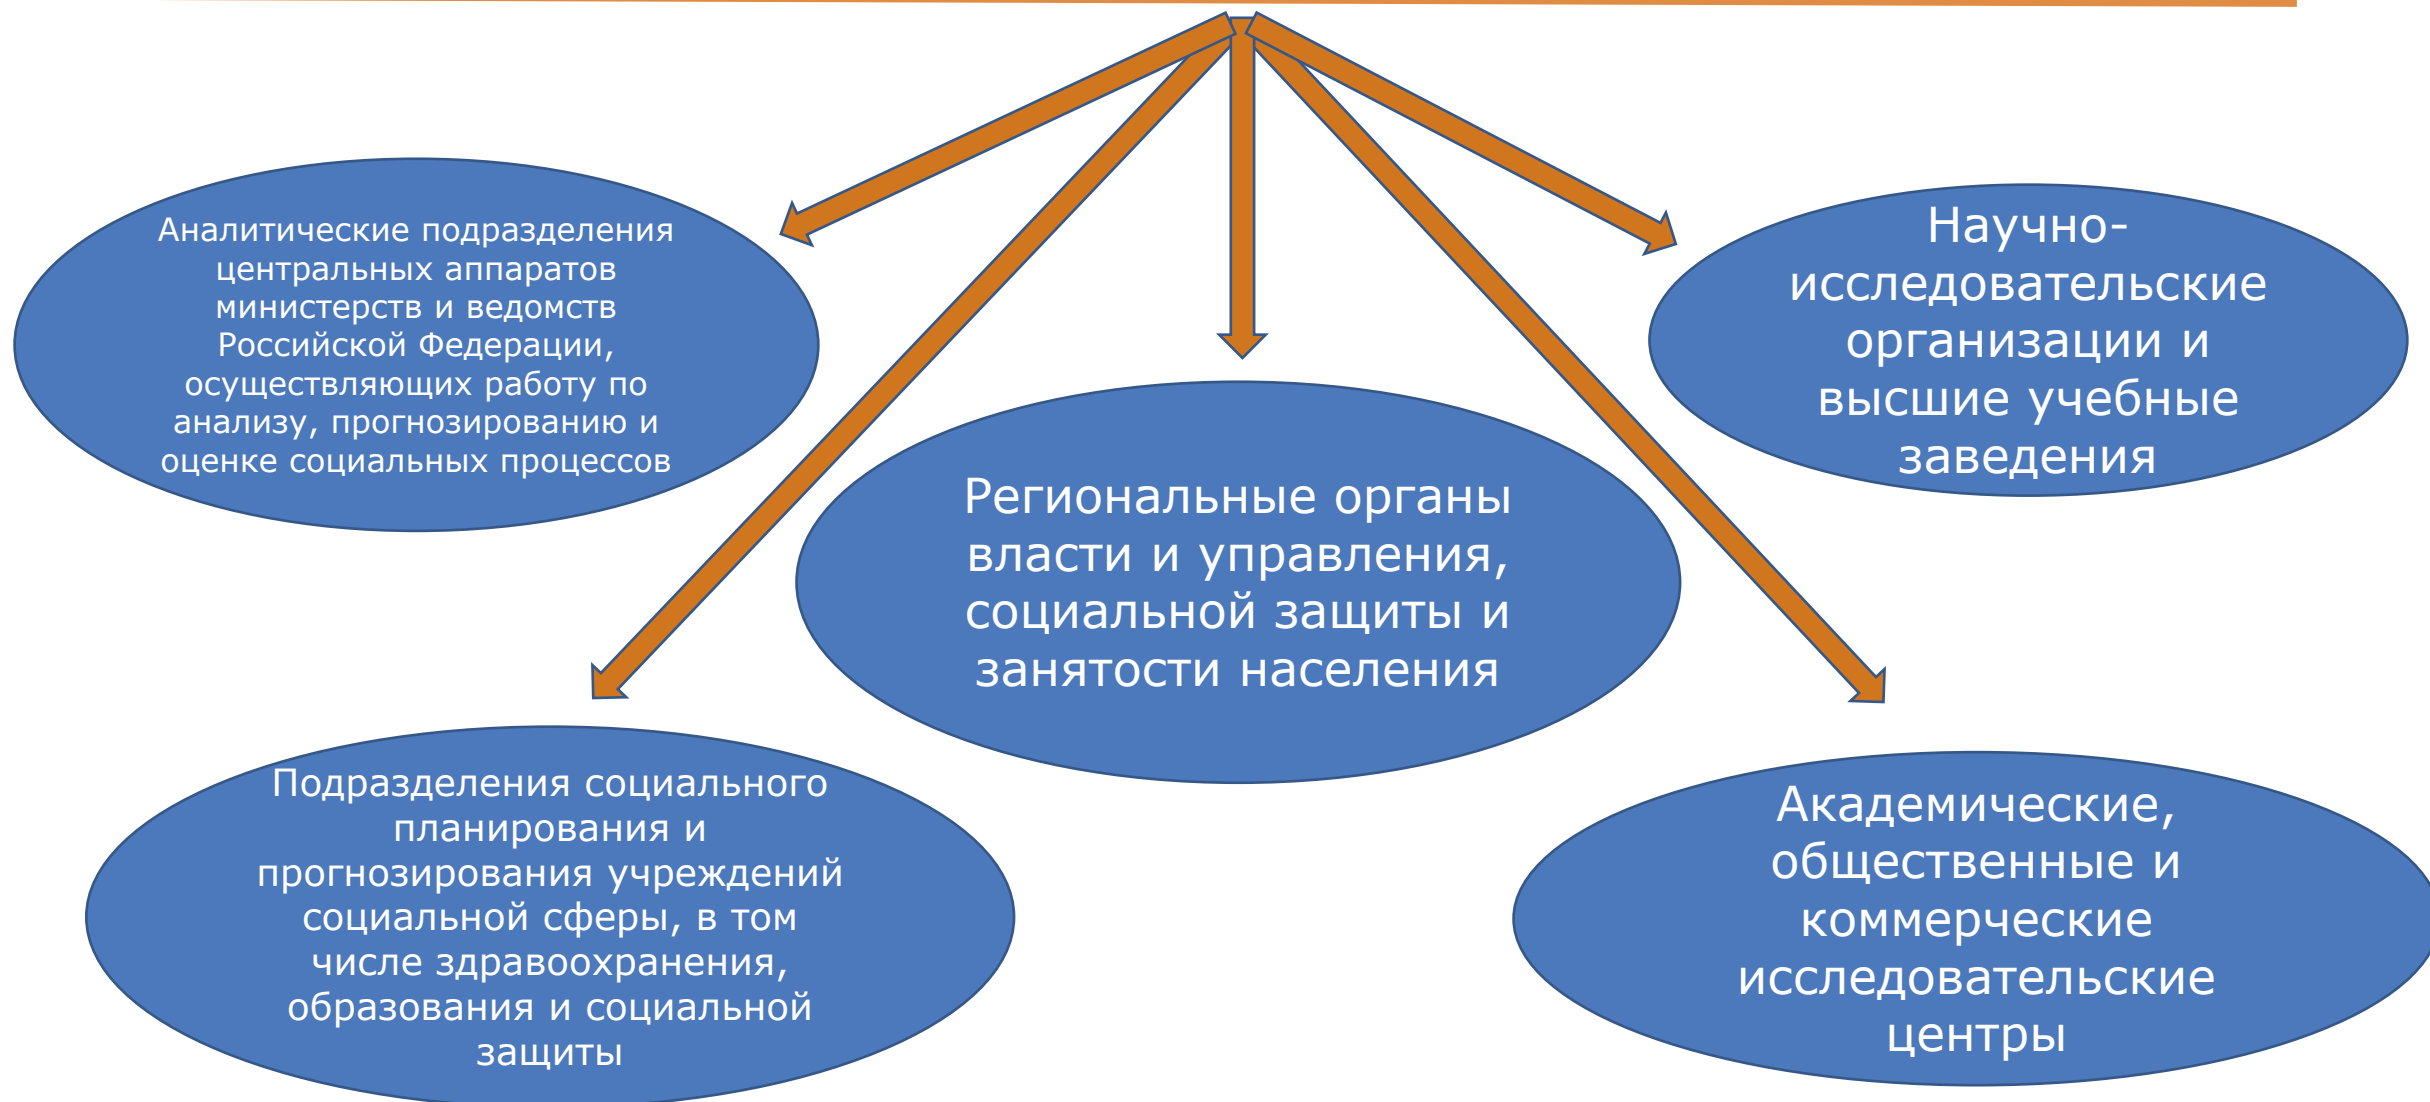 Аналитические подразделения
центральных аппаратов
министерств и ведомств
Российской Федерации,
осуществляющих работу по
анализу, прогнозированию и
оценке социальных процессов
Научно-
исследовательские
организации и
высшие учебные
заведения
Региональные органы
власти и управления,
социальной защиты и
занятости населения
Подразделения социального
планирования и
прогнозирования учреждений
социальной сферы, в том
числе здравоохранения,
образования и социальной
защиты
Академические,
общественные и
коммерческие
исследовательские
центры